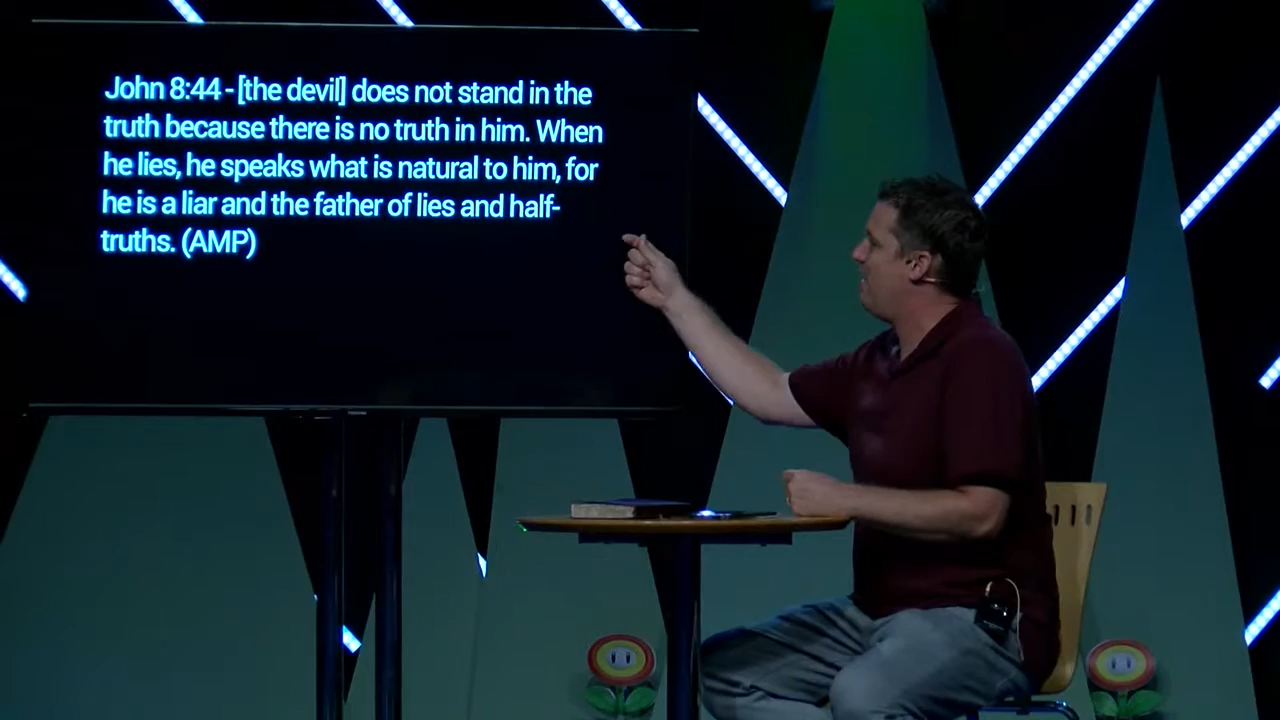 John 8:44 - [the devil] does not stand in the
truth because there is no truth in him. When
he lies, he speaks what is natural to him, for
he is a liar and the father of lies and half-
truths. (AMP)